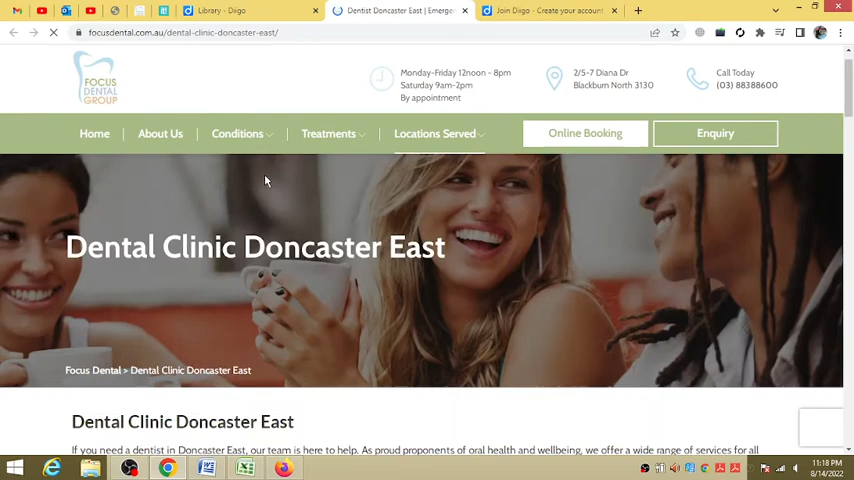 Library - Diigo
Dentist Doncaster East | Emerge
Join Diigo - Create your account
focusdental.com.au/dental-clinic-doncaster-east/
FOCUS
DENTAL
GROUP
Monday-Friday 12noon - 8pm
Saturday 9am-2pm
By appointment
2/5-7 Diana Dr
Blackburn North 3130
Call Today
(03) 88388600
Home
About Us
Conditions
Treatments
Locations Served
Online Booking
Enquiry
Dental Clinic Doncaster East
Focus Dental > Dental Clinic Doncaster East
Dental Clinic Doncaster East
If you need a dentist in Doncaster East, our team is here to help. As proud proponents of oral health and wellbeing, we offer a wide range of services for all
11:18 PM
8/14/2022